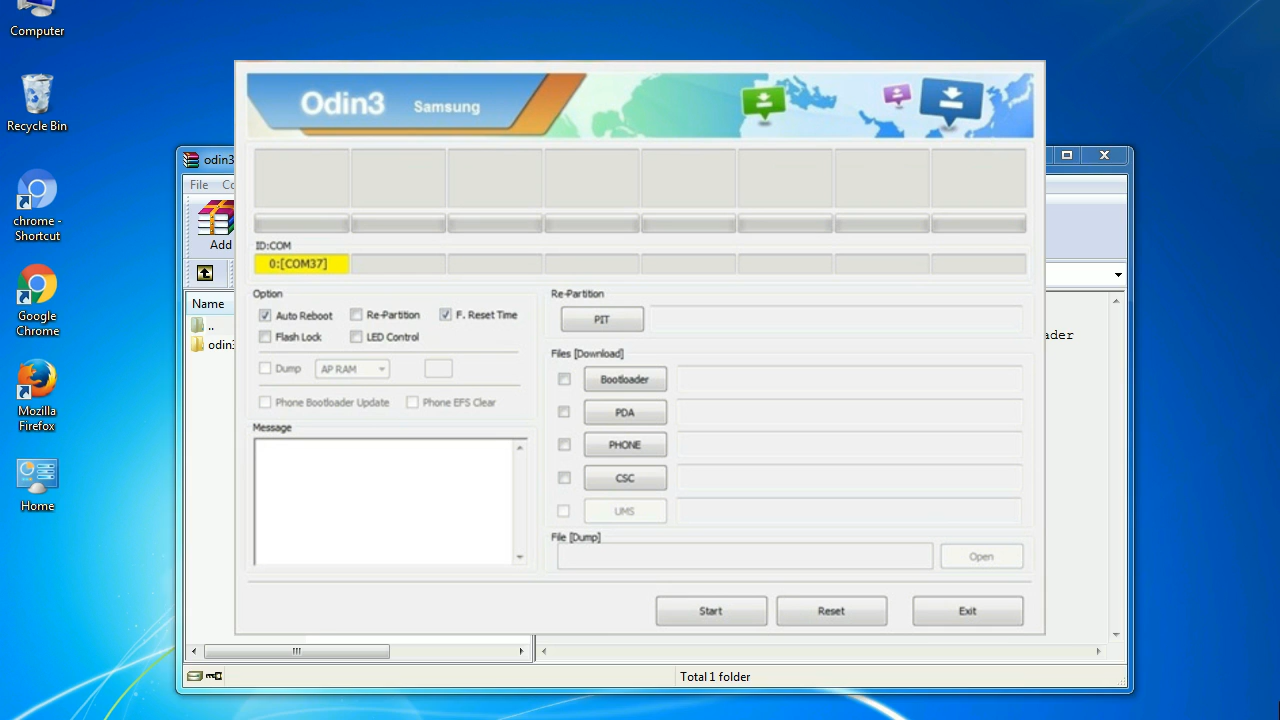 Computer
Recycle Bin
chrome -
Shortcut
Google
Chrome
Mozilla
Firefox
Home
odin3
File Co
Add
Name
..
odin3
ader
Total 1 folder
Odin3 Samsung
ID:COM
0:[COM37]
Option
Auto Reboot Re-Partition F. Reset Time
Flash Lock LED Control
Dump AP RAM
Phone Bootloader Update Phone EFS Clear
Message
Re-Partition
PIT
Files [Download]
Bootloader
PDA
PHONE
CSC
UMS
File [Dump]
Open
Start Reset Exit